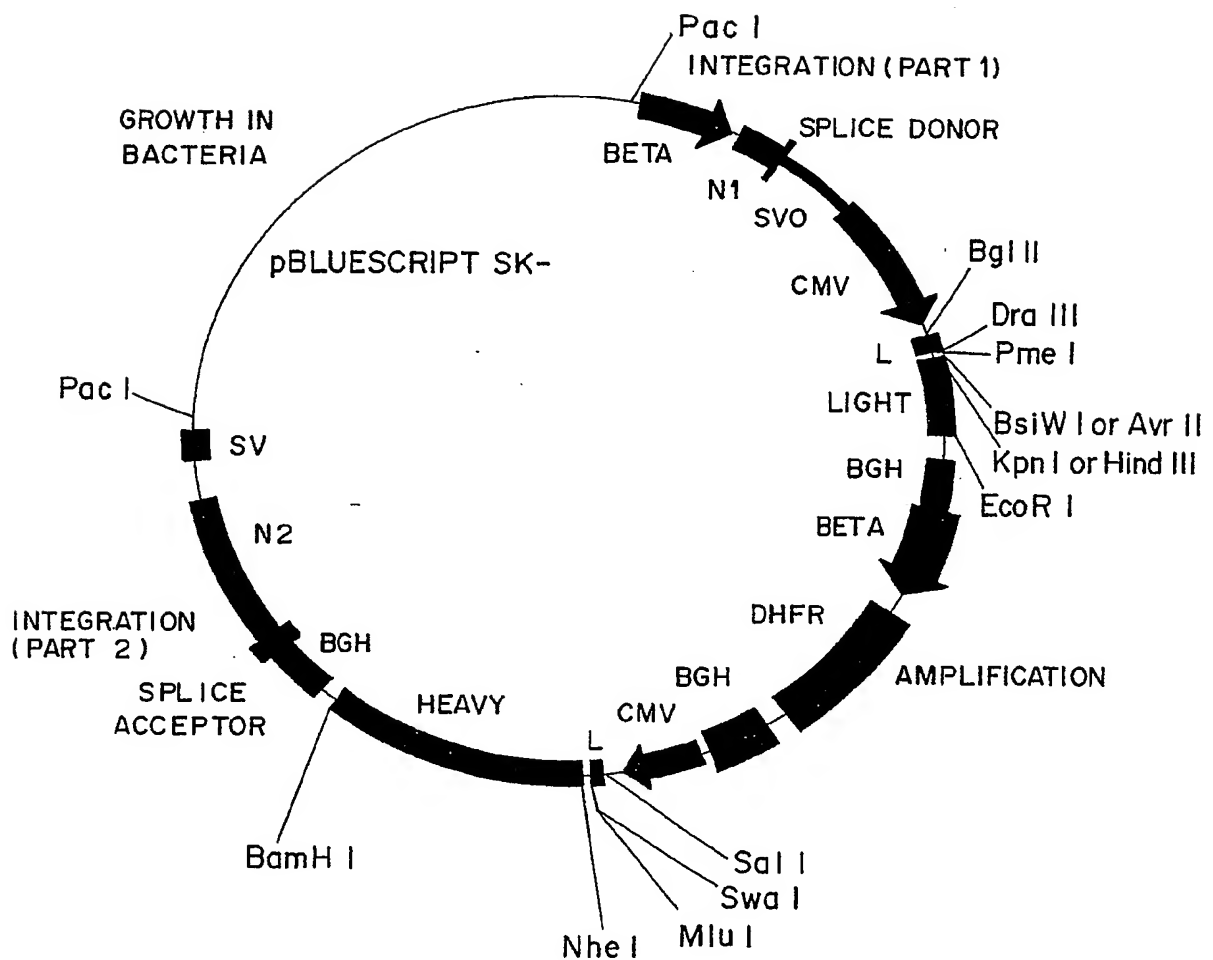 Pac I
INTEGRATION (PART 1)
GROWTH IN
BACTERIA
SPLICE DONOR
BETA
N1
SVO
pBLUESCRIPT SK-
CMV
Bgl II
Dra III
Pme I
L
LIGHT
BsiW I or Avr II
Kpn I or Hind III
EcoR I
BGH
BETA
DHFR
AMPLIFICATION
BGH
CMV
L
HEAVY
Sal I
Swa I
Mlu I
Nhe I
BamH I
BGH
SPLICE
ACCEPTOR
INTEGRATION
(PART 2)
N2
SV
Pac I